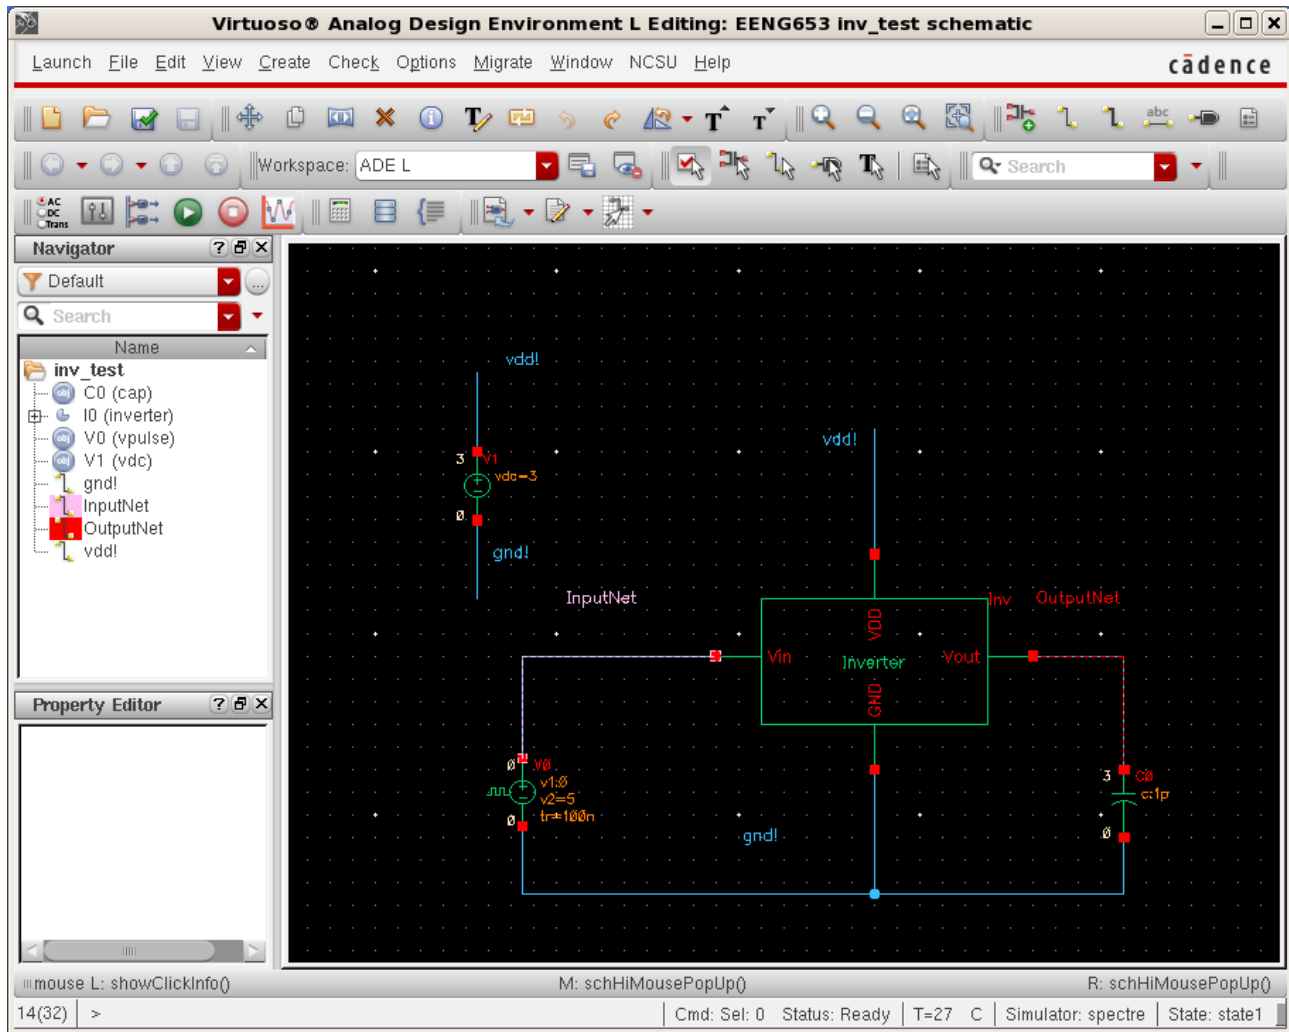 Virtuoso® Analog Design Environment L Editing: EENG653 inv_test schematic
Launch File Edit View Create Check Options Migrate Window NCSU Help
cādence
abc
Workspace: ADE L
Search
AC
DC
Trans
Navigator
Default
Search
Name
inv_test
C0 (cap)
I0 (inverter)
V0 (vpulse)
V1 (vdc)
gnd!
InputNet
OutputNet
vdd!
Property Editor
vdd!
3 V1
vdc=3
0
gnd!
vdd!
InputNet
Inv OutputNet
VDD
Vin Inverter Vout
GND
0 V0
v1:0
v2=5
tr=100n
0
gnd!
3 C0
c:1p
0
mouse L: showClickInfo() M: schHiMousePopUp() R: schHiMousePopUp()
14(32) > Cmd: Sel: 0 Status: Ready T=27 C Simulator: spectre State: state1